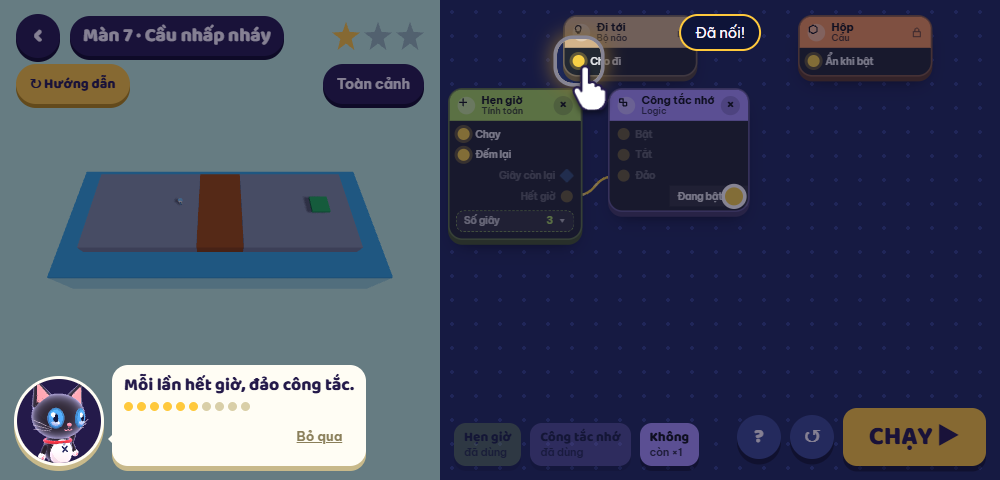 Màn 7 · Cầu nhấp nháy
↻ Hướng dẫn
Toàn cảnh
Mỗi lần hết giờ, đảo công tắc.
Bỏ qua
Đi tới
Bộ não
Cho đi
Đã nối!
Hộp
Cầu
Ẩn khi bật
Hẹn giờ
Tính toán
Chạy
Đếm lại
Giây còn lại
Hết giờ
Số giây 3
Công tắc nhớ
Logic
Bật
Tắt
Đảo
Đang bật
Hẹn giờ
đã dùng
Công tắc nhớ
đã dùng
Không
còn ×1
?
CHẠY